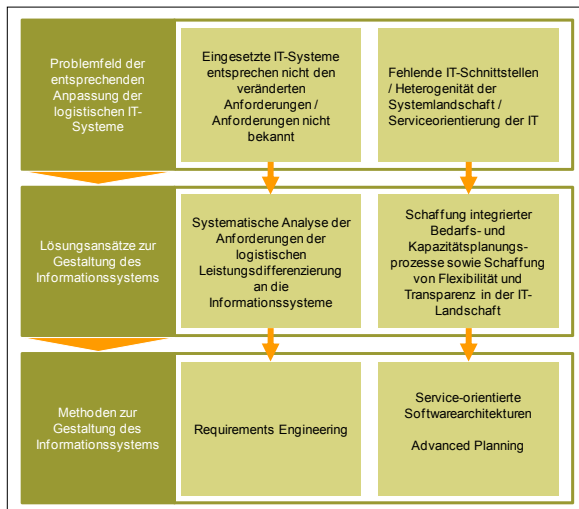 Problemfeld der
entsprechenden
Anpassung der
logistischen IT-
Systeme
Eingesetzte IT-Systeme
entsprechen nicht den
veränderten
Anforderungen /
Anforderungen nicht
bekannt
Fehlende IT-Schnittstellen
/ Heterogenität der
Systemlandschaft /
Serviceorientierung der IT
Lösungsansätze zur
Gestaltung des
Informationssystems
Systematische Analyse der
Anforderungen der
logistischen
Leistungsdifferenzierung
an die
Informationssysteme
Schaffung integrierter
Bedarfs- und
Kapazitätsplanungs-
prozesse sowie Schaffung
von Flexibilität und
Transparenz in der IT-
Landschaft
Methoden zur
Gestaltung des
Informationssystems
Requirements Engineering
Service-orientierte
Softwarearchitekturen
Advanced Planning